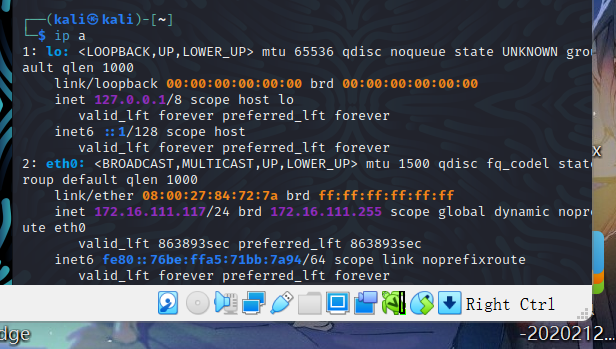 (kali㉿kali)-[~]
$ ip a
1: lo: <LOOPBACK,UP,LOWER_UP> mtu 65536 qdisc noqueue state UNKNOWN grou
ault qlen 1000
link/loopback 00:00:00:00:00:00 brd 00:00:00:00:00:00
inet 127.0.0.1/8 scope host lo
valid_lft forever preferred_lft forever
inet6 ::1/128 scope host
valid_lft forever preferred_lft forever
2: eth0: <BROADCAST,MULTICAST,UP,LOWER_UP> mtu 1500 qdisc fq_codel state
roup default qlen 1000
link/ether 08:00:27:84:72:7a brd ff:ff:ff:ff:ff:ff
inet 172.16.111.117/24 brd 172.16.111.255 scope global dynamic nopre
ute eth0
valid_lft 863893sec preferred_lft 863893sec
inet6 fe80::76be:ffa5:71bb:7a94/64 scope link noprefixroute
valid_lft forever preferred_lft forever
x
Right Ctrl
dge
-2020212...